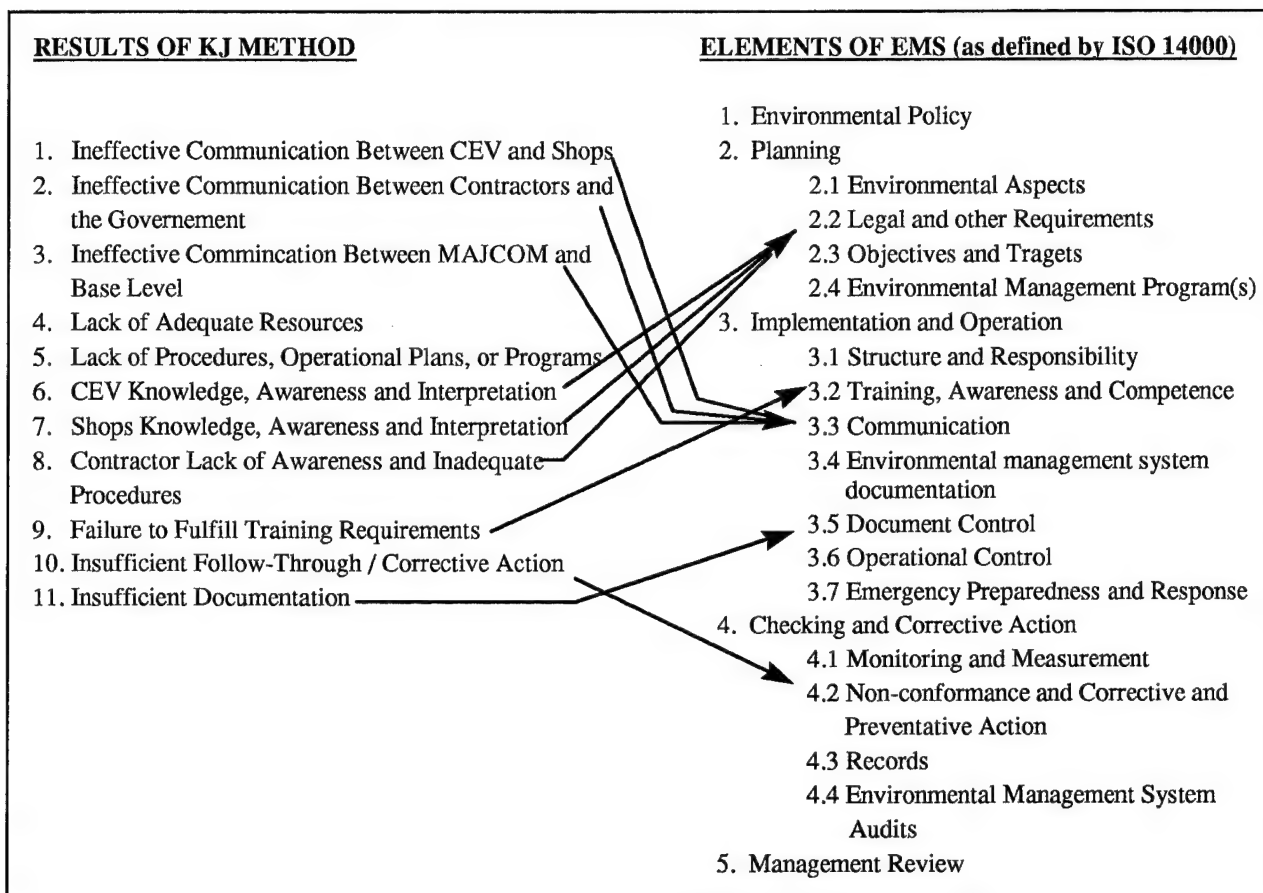 RESULTS OF KJ METHOD
1. Ineffective Communication Between CEV and Shops
2. Ineffective Communication Between Contractors and
the Governement
3. Ineffective Commincation Between MAJCOM and
Base Level
4. Lack of Adequate Resources
5. Lack of Procedures, Operational Plans, or Programs
6. CEV Knowledge, Awareness and Interpretation
7. Shops Knowledge, Awareness and Interpretation
8. Contractor Lack of Awareness and Inadequate
Procedures
9. Failure to Fulfill Training Requirements
10. Insufficient Follow-Through / Corrective Action
11. Insufficient Documentation
ELEMENTS OF EMS (as defined by ISO 14000)
1. Environmental Policy
2. Planning
2.1 Environmental Aspects
2.2 Legal and other Requirements
2.3 Objectives and Tragets
2.4 Environmental Management Program(s)
3. Implementation and Operation
3.1 Structure and Responsibility
3.2 Training, Awareness and Competence
3.3 Communication
3.4 Environmental management system
documentation
3.5 Document Control
3.6 Operational Control
3.7 Emergency Preparedness and Response
4. Checking and Corrective Action
4.1 Monitoring and Measurement
4.2 Non-conformance and Corrective and
Preventative Action
4.3 Records
4.4 Environmental Management System
Audits
5. Management Review